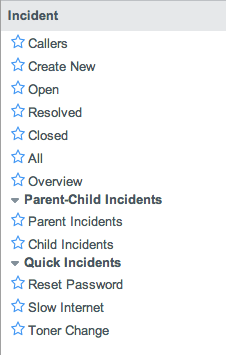 Incident
Callers
Create New
Open
Resolved
Closed
All
Overview
Parent-Child Incidents
Parent Incidents
Child Incidents
Quick Incidents
Reset Password
Slow Internet
Toner Change